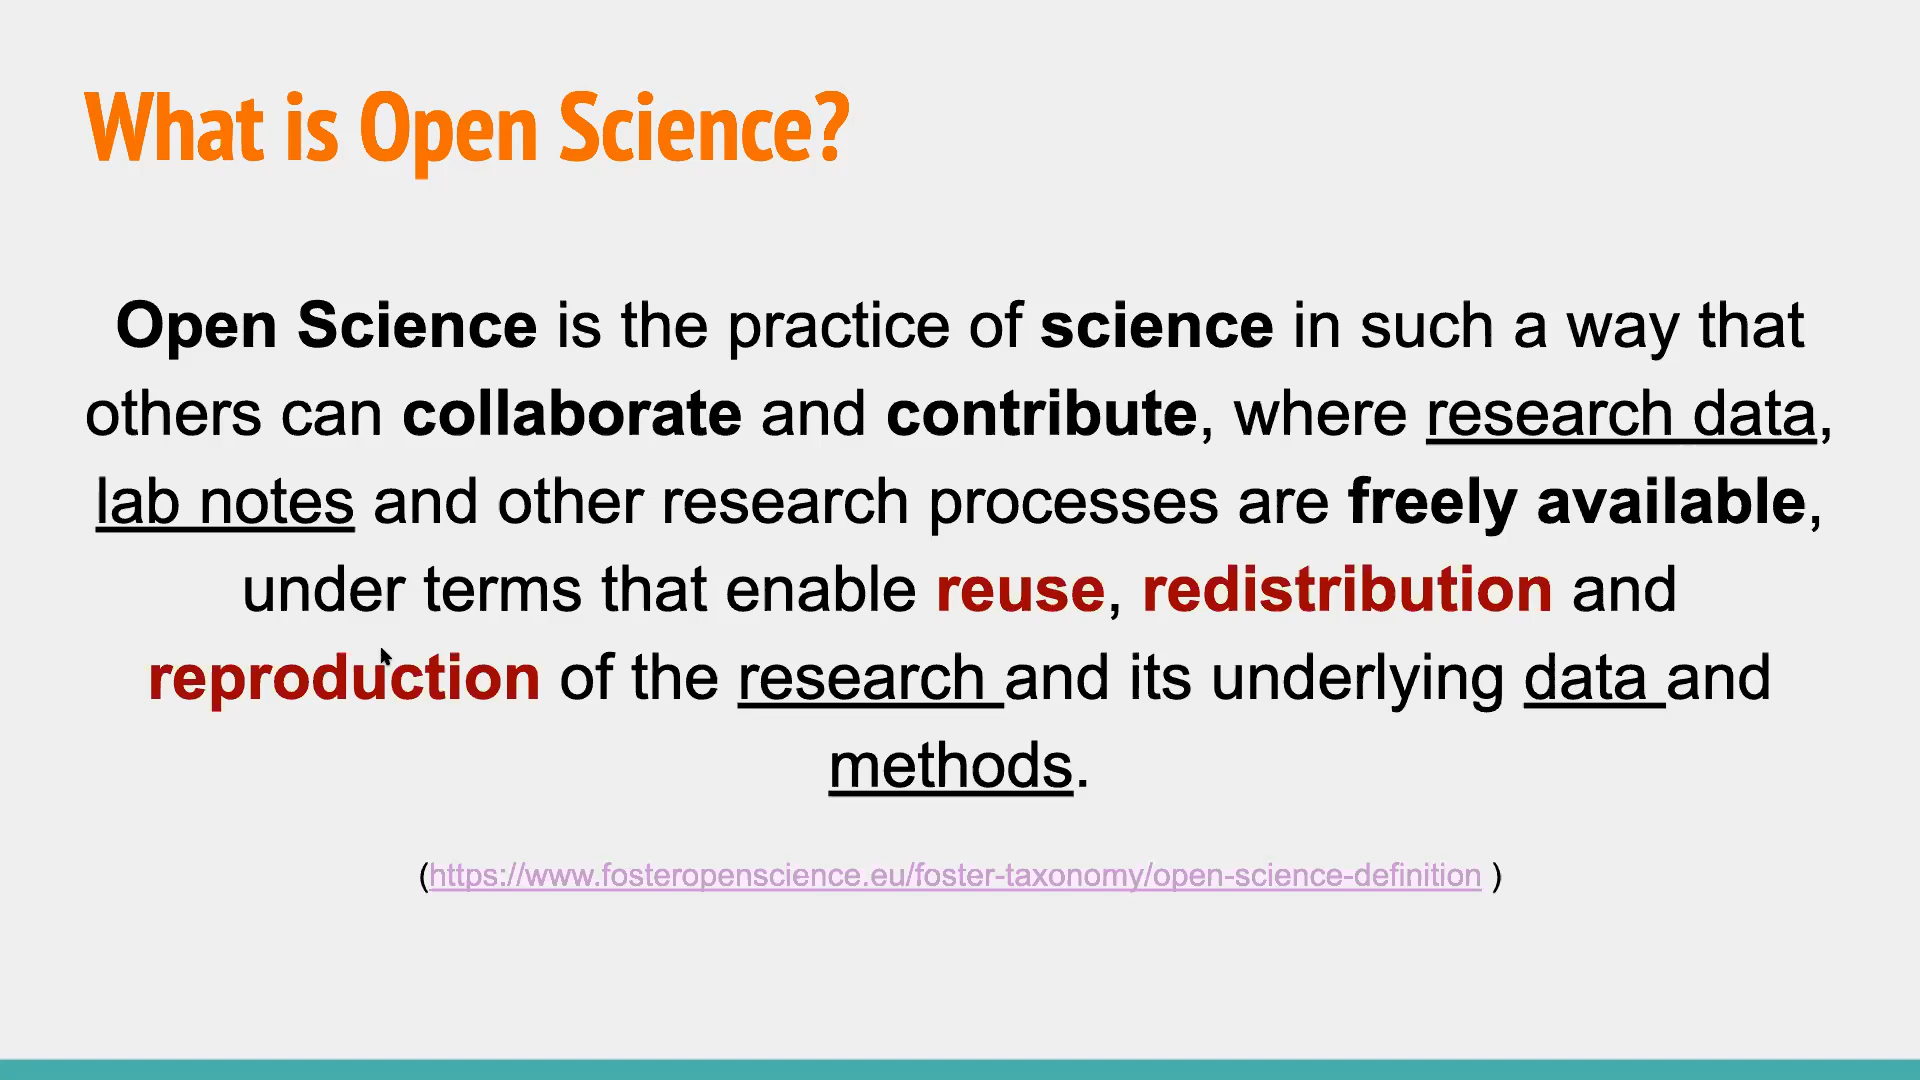 What is Open Science?
Open Science is the practice of science in such a way that
others can collaborate and contribute, where research data,
lab notes and other research processes are freely available,
under terms that enable reuse, redistribution and
reproduction of the research and its underlying data and
methods.
(https://www.fosteropenscience.eu/foster-taxonomy/open-science-definition )